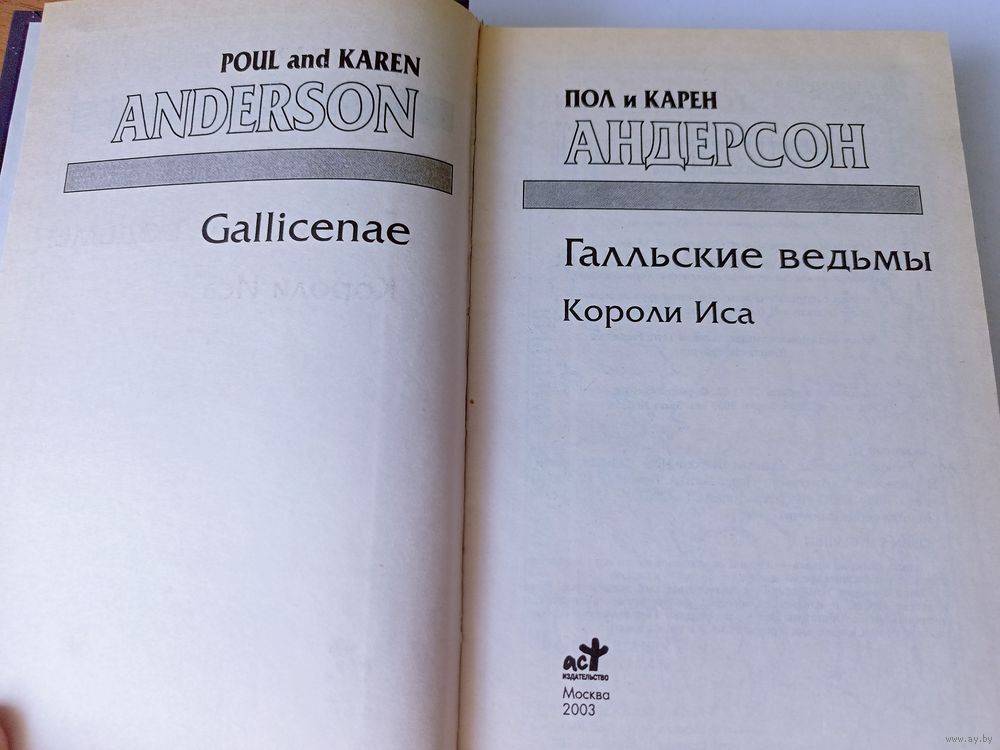 POUL and KAREN
ANDERSON
Gallicenae
ПОЛ и КАРЕН
АНДЕРСОН
Галльские ведьмы
Короли Иса
аст
ИЗДАТЕЛЬСТВО
Москва
2003
www.ay.by